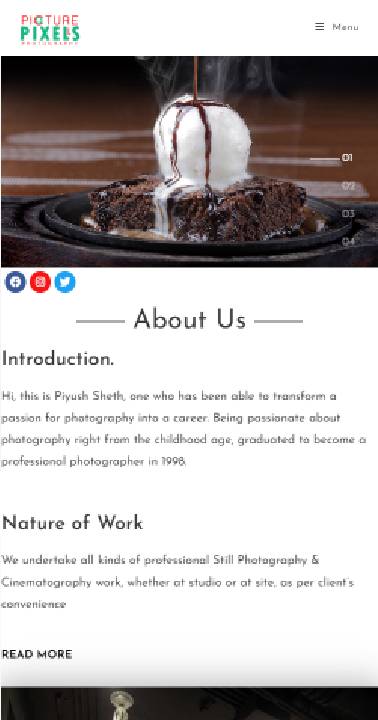 PICTURE
PIXELS
PHOTOGRAPHY
Menu
01
02
03
04
About Us
Introduction.
Hi, this is Piyush Sheth, one who has been able to transform a
passion for photography into a career. Being passionate about
photography right from the childhood age, graduated to become a
professional photographer in 1998.
Nature of Work
We undertake all kinds of professional Still Photography &
Cinematography work, whether at studio or at site, as per client's
convenience
READ MORE